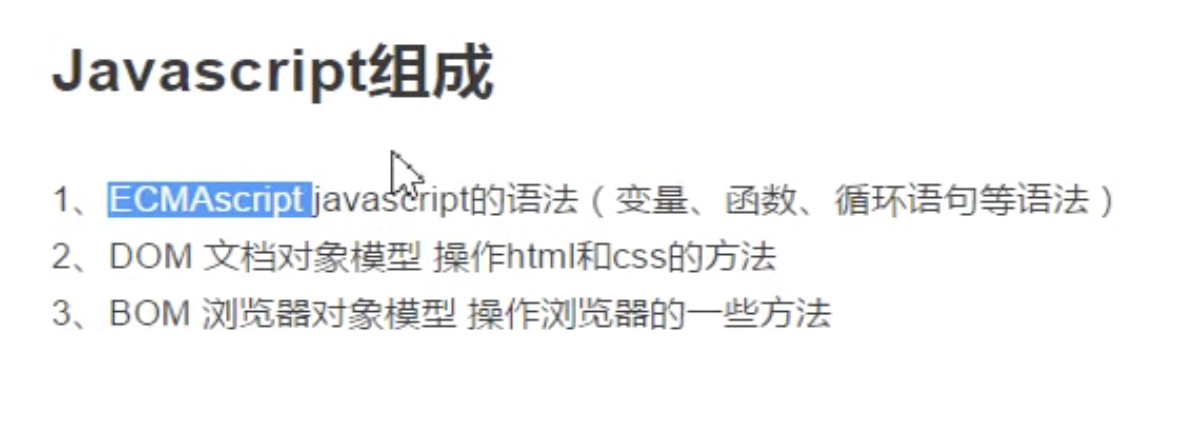 Javascript组成
1、ECMAscript javascript的语法（变量、函数、循环语句等语法）
2、DOM 文档对象模型 操作html和css的方法
3、BOM 浏览器对象模型 操作浏览器的一些方法